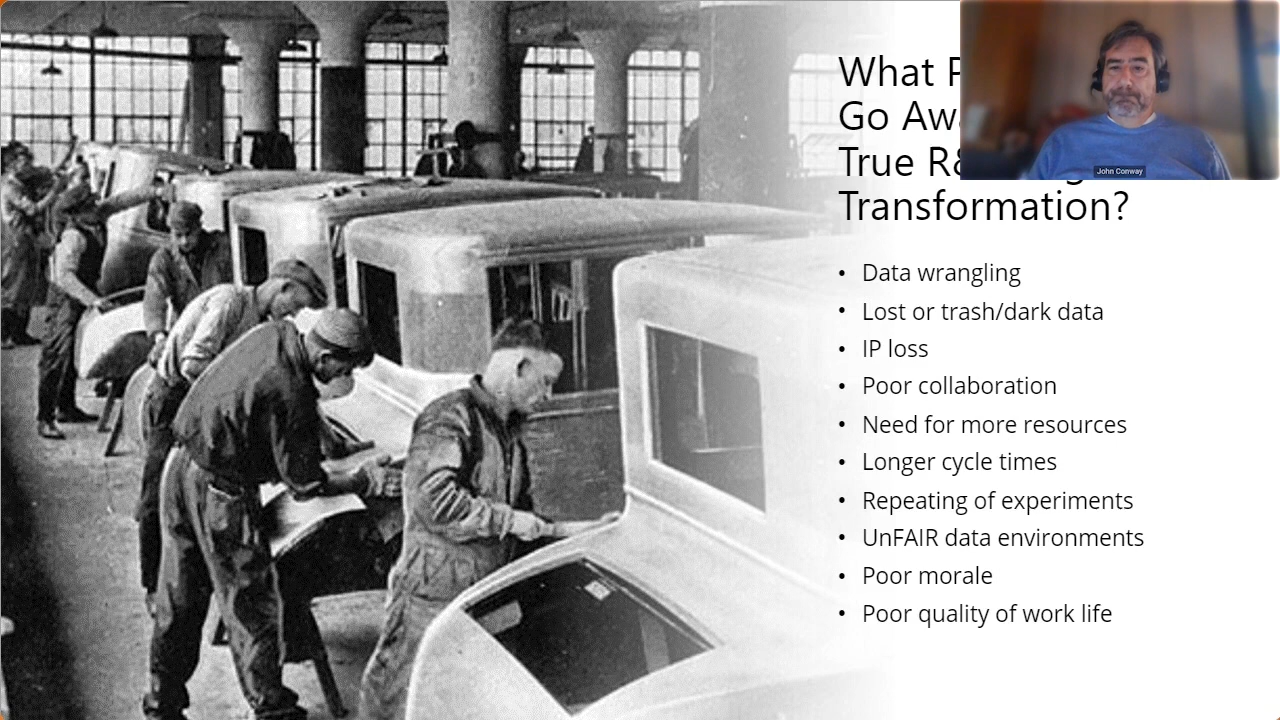 What
Go
True
Transformation?
John Conway
• Data wrangling
• Lost or trash/dark data
• IP loss
• Poor collaboration
• Need for more resources
• Longer cycle times
• Repeating of experiments
• UnFAIR data environments
• Poor morale
• Poor quality of work life